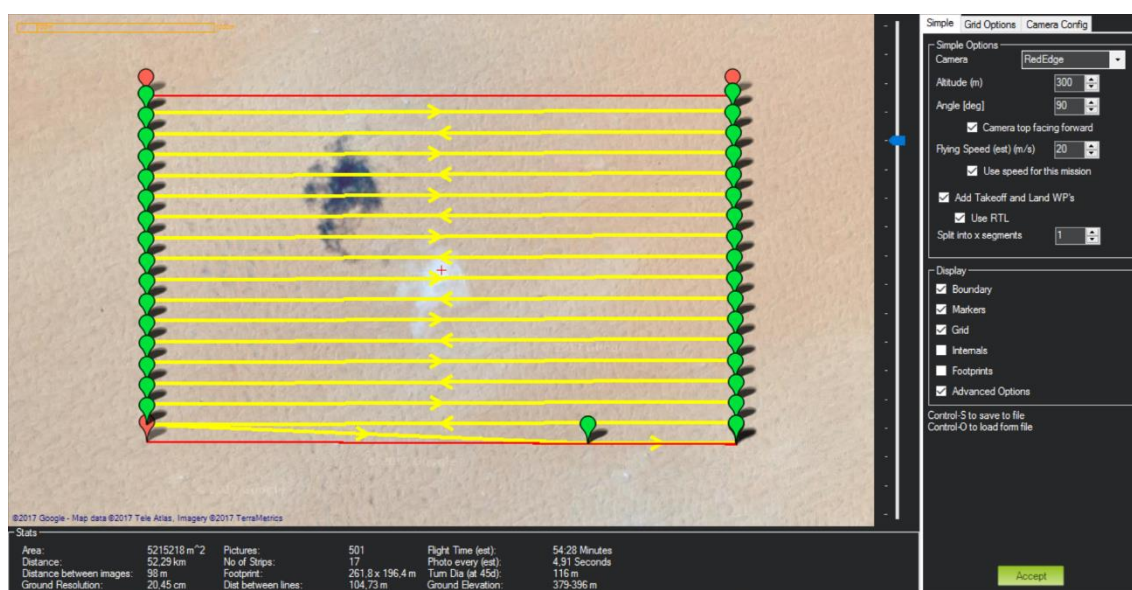 Simple Grid Options Camera Config
Simple Options
Camera RedEdge
Altitude (m) 300
Angle [deg] 90
Camera top facing forward
Flying Speed (est) (m/s) 20
Use speed for this mission
Add Takeoff and Land WP's
Use RTL
Split into x segments 1
Display
Boundary
Markers
Grid
Internals
Footprints
Advanced Options
Control-S to save to file
Control-O to load form file
Accept
©2017 Google - Map data ©2017 Tele Atlas, Imagery ©2017 TerraMetrics
Stats
Area: 5215218 m^2 Pictures: 501 Flight Time (est): 54:28 Minutes
Distance: 52,29 km No of Strips: 17 Photo every (est): 4,91 Seconds
Distance between images: 98 m Footprint: 261,8 x 196,4 m Turn Dia (at 45d): 116 m
Ground Resolution: 20,45 cm Dist between lines: 104,73 m Ground Elevation: 379-396 m